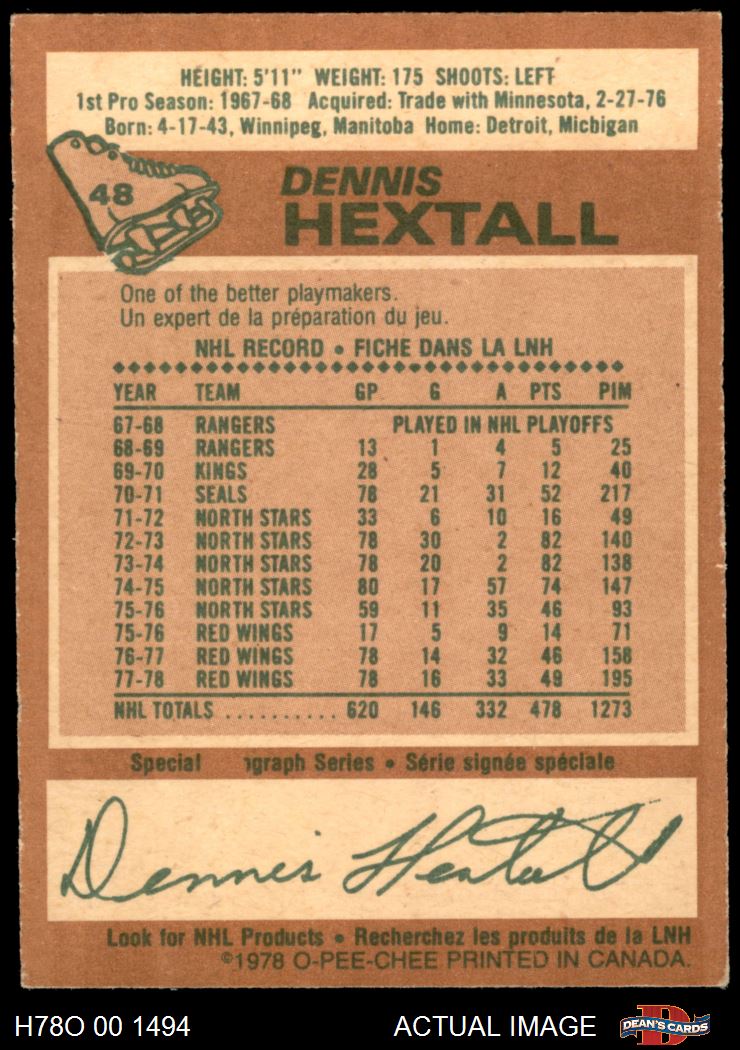 HEIGHT: 5'11" WEIGHT: 175 SHOOTS: LEFT
1st Pro Season: 1967-68 Acquired: Trade with Minnesota, 2-27-76
Born: 4-17-43, Winnipeg, Manitoba Home: Detroit, Michigan
48
DENNIS
HEXTALL
One of the better playmakers.
Un expert de la préparation du jeu.
NHL RECORD • FICHE DANS LA LNH
YEAR TEAM GP G A PTS PIM
67-68 RANGERS PLAYED IN NHL PLAYOFFS
68-69 RANGERS 13 1 4 5 25
69-70 KINGS 28 5 7 12 40
70-71 SEALS 78 21 31 52 217
71-72 NORTH STARS 33 6 10 16 49
72-73 NORTH STARS 78 30 2 82 140
73-74 NORTH STARS 78 20 2 82 138
74-75 NORTH STARS 80 17 57 74 147
75-76 NORTH STARS 59 11 35 46 93
75-76 RED WINGS 17 5 9 14 71
76-77 RED WINGS 78 14 32 46 158
77-78 RED WINGS 78 16 33 49 195
NHL TOTALS .......... 620 146 332 478 1273
Special ograph Series • Série signée spéciale
Dennis Hextall
Look for NHL Products • Recherchez les produits de la LNH
©1978 O-PEE-CHEE PRINTED IN CANADA.
H78O 00 1494 ACTUAL IMAGE D DEAN'S CARDS